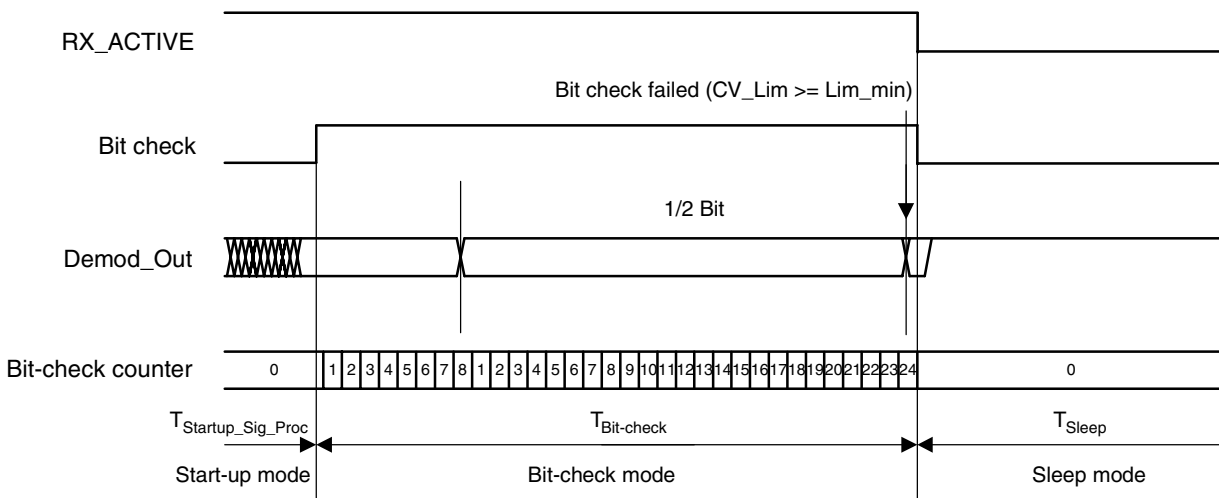 RX_ACTIVE
Bit check failed (CV_Lim >= Lim_min)
Bit check
1/2 Bit
Demod_Out
Bit-check counter
0 1 2 3 4 5 6 7 8 1 2 3 4 5 6 7 8 9 10 11 12 13 14 15 16 17 18 19 20 21 22 23 24 0
TStartup_Sig_Proc TBit-check TSleep
Start-up mode Bit-check mode Sleep mode